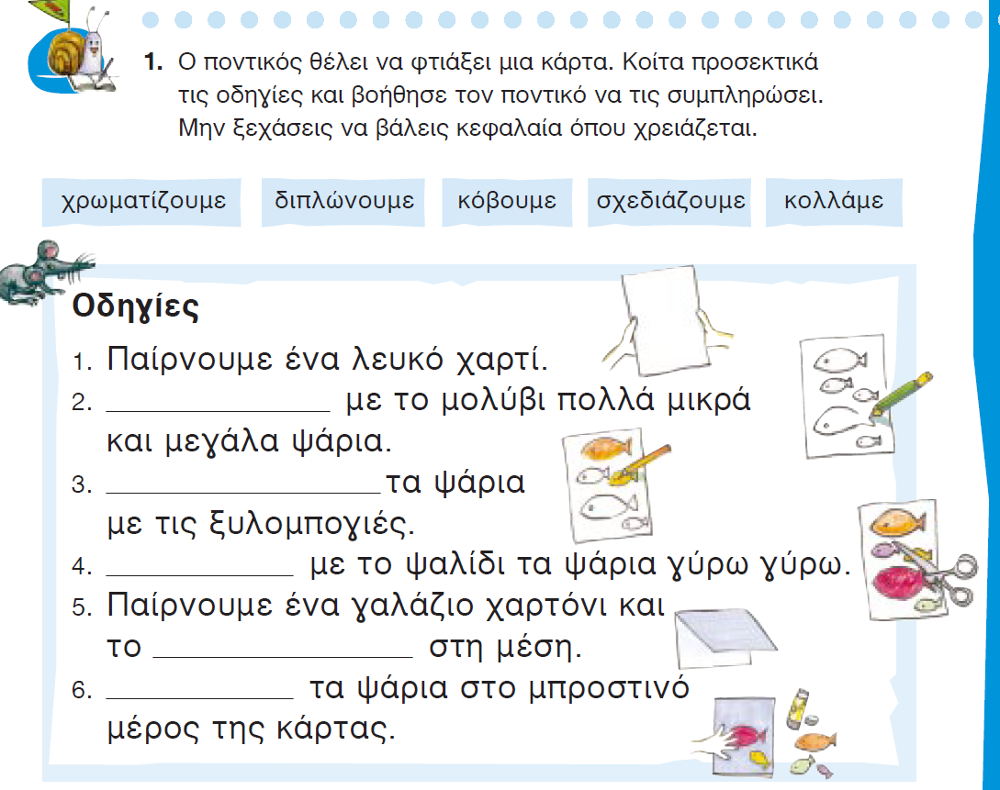 1. Ο ποντικός θέλει να φτιάξει μια κάρτα. Κοίτα προσεκτικά
τις οδηγίες και βοήθησε τον ποντικό να τις συμπληρώσει.
Μην ξεχάσεις να βάλεις κεφαλαία όπου χρειάζεται.
χρωματίζουμε διπλώνουμε κόβουμε σχεδιάζουμε κολλάμε
Οδηγίες
1. Παίρνουμε ένα λευκό χαρτί.
2. ______________ με το μολύβι πολλά μικρά
και μεγάλα ψάρια.
3. _________________ τα ψάρια
με τις ξυλομπογιές.
4. ____________ με το ψαλίδι τα ψάρια γύρω γύρω.
5. Παίρνουμε ένα γαλάζιο χαρτόνι και
το ________________ στη μέση.
6. ____________ τα ψάρια στο μπροστινό
μέρος της κάρτας.